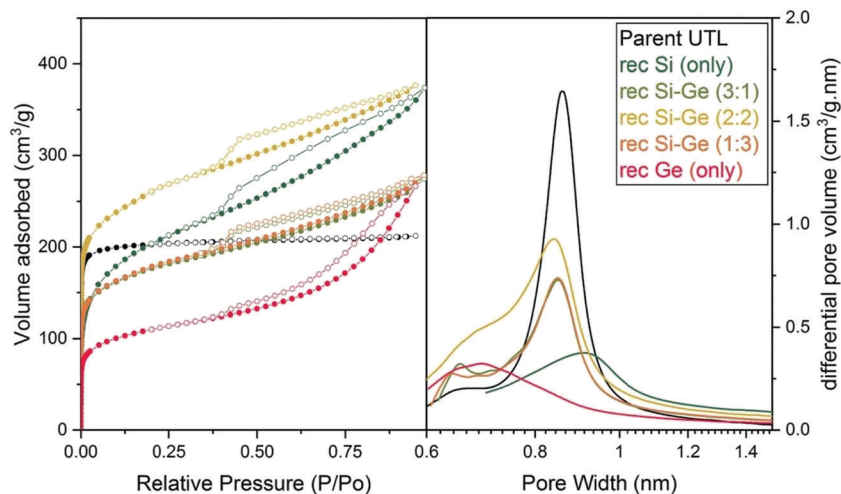 Volume adsorbed (cm³/g)
400
300
200
100
0
0.00
0.25
0.50
0.75
Relative Pressure (P/Po)
Parent UTL
rec Si (only)
rec Si-Ge (3:1)
rec Si-Ge (2:2)
rec Si-Ge (1:3)
rec Ge (only)
0.6
0.8
1
1.2
1.4
Pore Width (nm)
2.0
1.5
1.0
0.5
0.0
differential pore volume (cm³/g.nm)